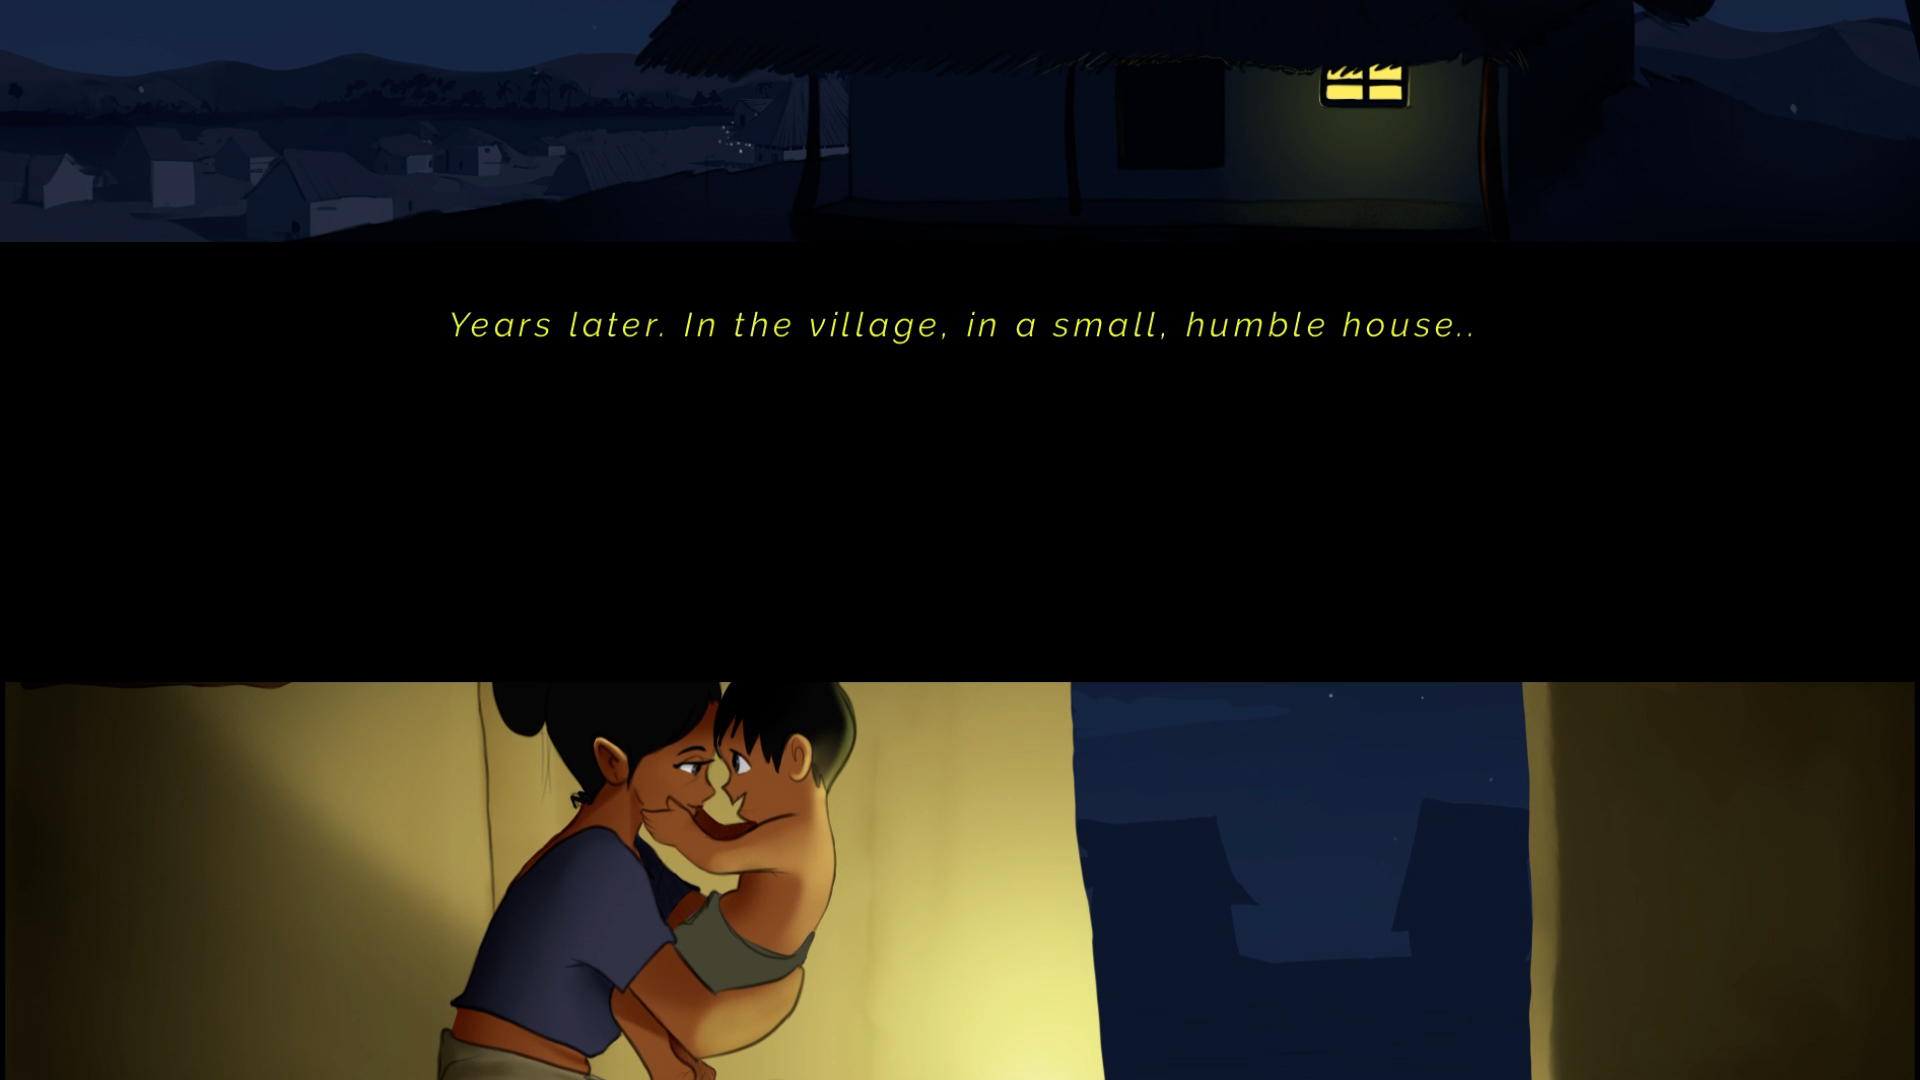 Years later. In the village, in a small, humble house..